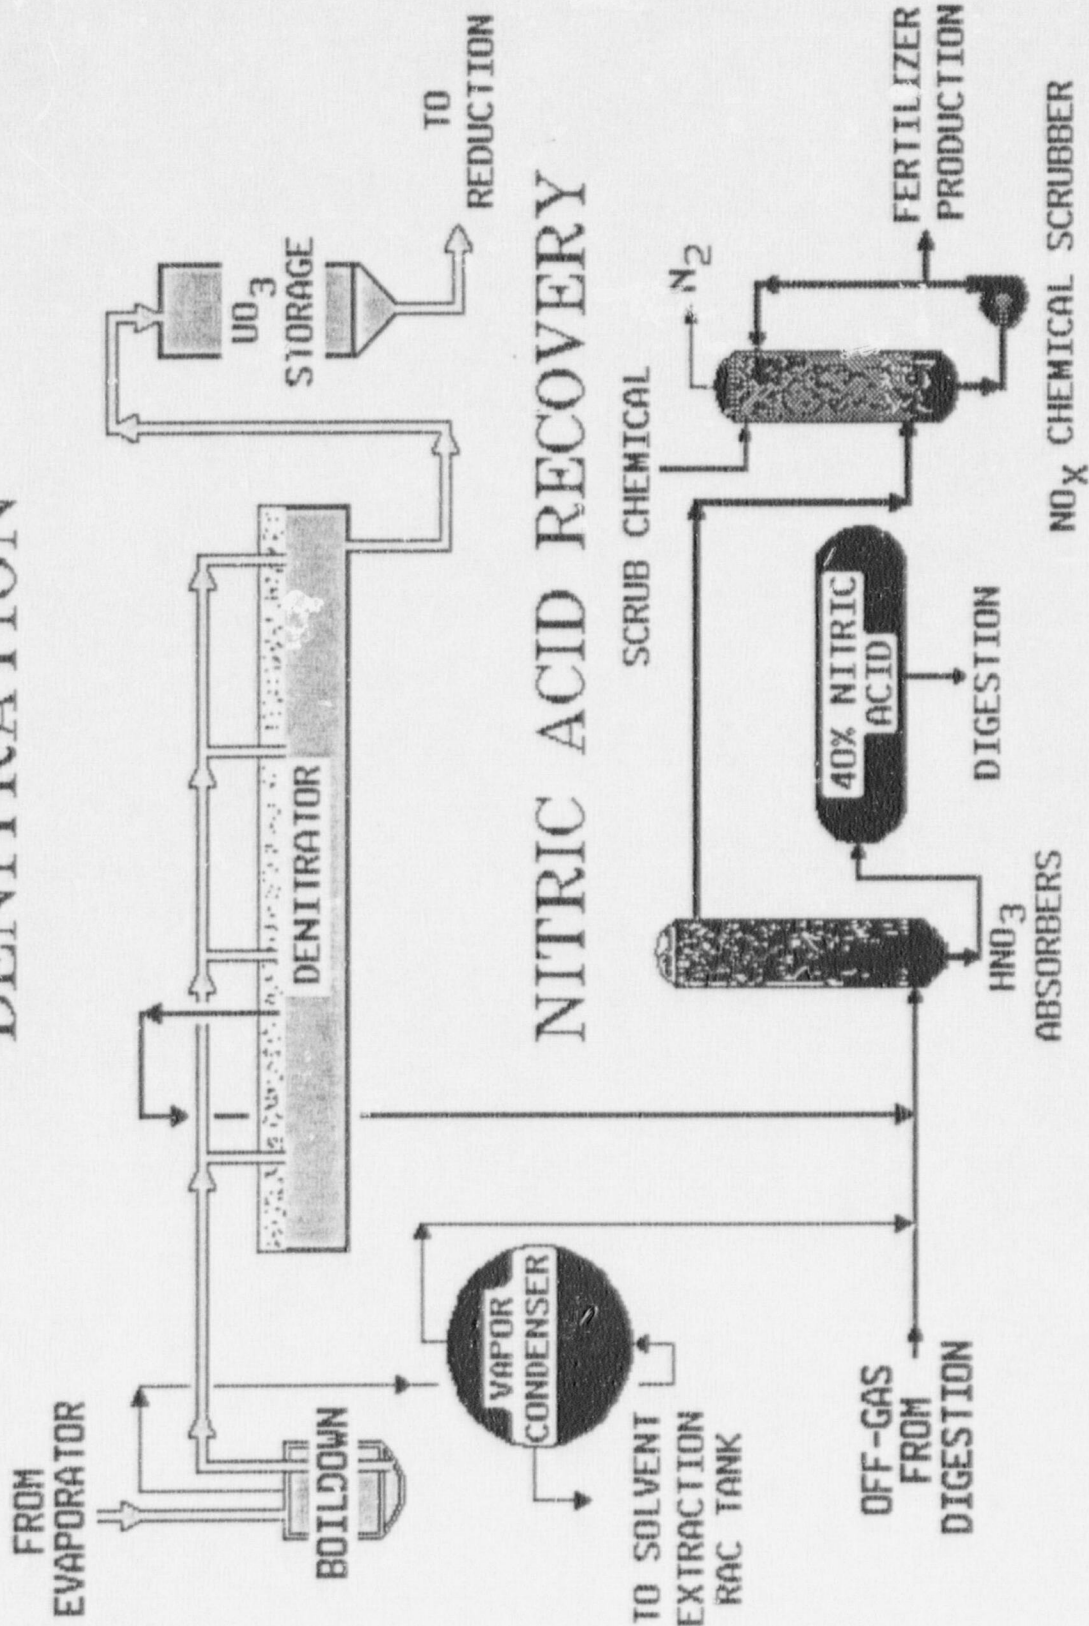 DENITRATION
FROM
EVAPORATOR
BOILDOWN
DENITRATOR
UO3
STORAGE
TO
REDUCTION
VAPOR
CONDENSER
TO SOLVENT
EXTRACTION
RAC TANK
NITRIC ACID RECOVERY
SCRUB CHEMICAL
N2
40% NITRIC
ACID
OFF-GAS
FROM
DIGESTION
HNO3
ABSORBERS
DIGESTION
FERTILIZER
PRODUCTION
NOX CHEMICAL SCRUBBER